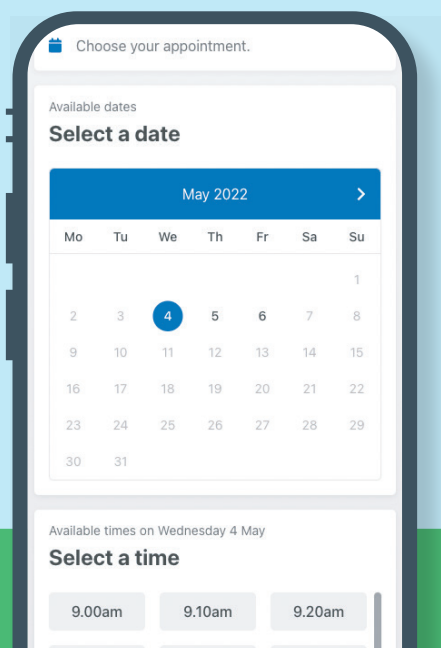 Choose your appointment.
Available dates
Select a date
May 2022
Mo Tu We Th Fr Sa Su
1
2 3 4 5 6 7 8
9 10 11 12 13 14 15
16 17 18 19 20 21 22
23 24 25 26 27 28 29
30 31
Available times on Wednesday 4 May
Select a time
9.00am 9.10am 9.20am